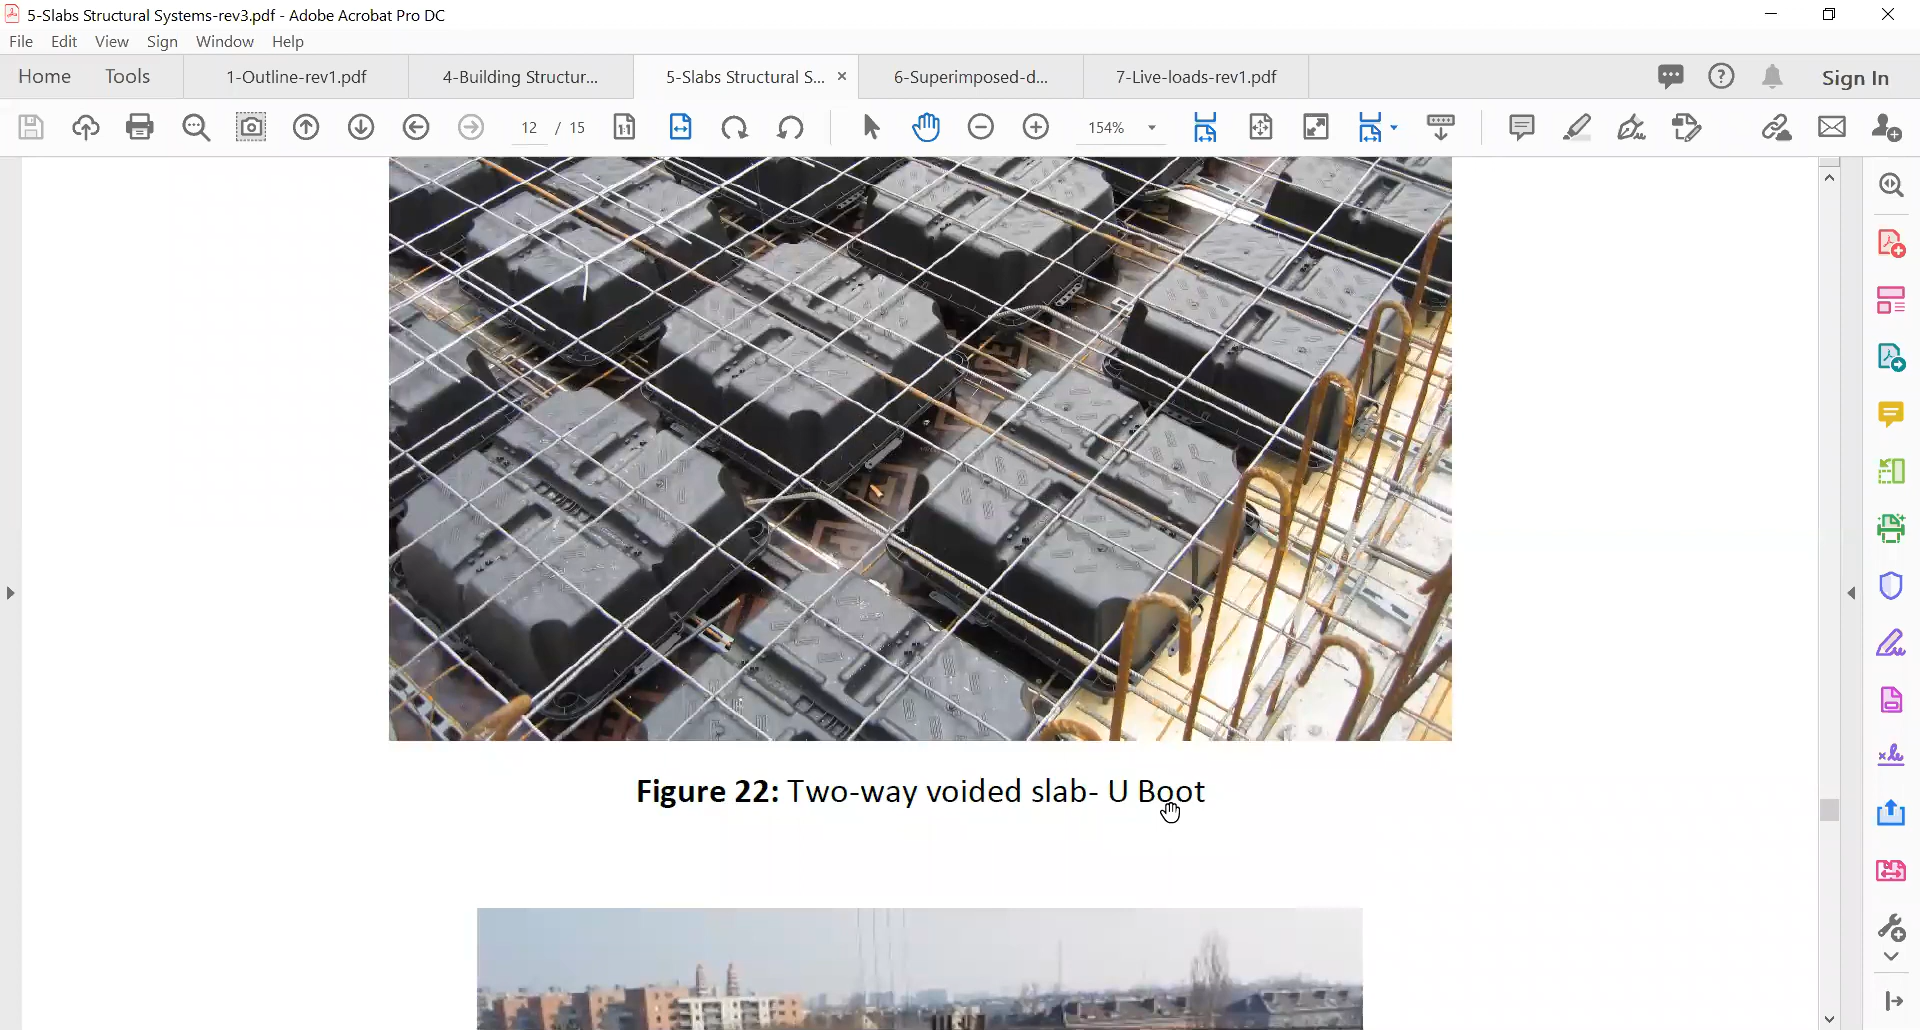 5-Slabs Structural Systems-rev3.pdf - Adobe Acrobat Pro DC
File Edit View Sign Window Help
Home Tools 1-Outline-rev1.pdf 4-Building Structur... 5-Slabs Structural S... × 6-Superimposed-d... 7-Live-loads-rev1.pdf Sign In
12 / 15 154%
Figure 22: Two-way voided slab- U Boot